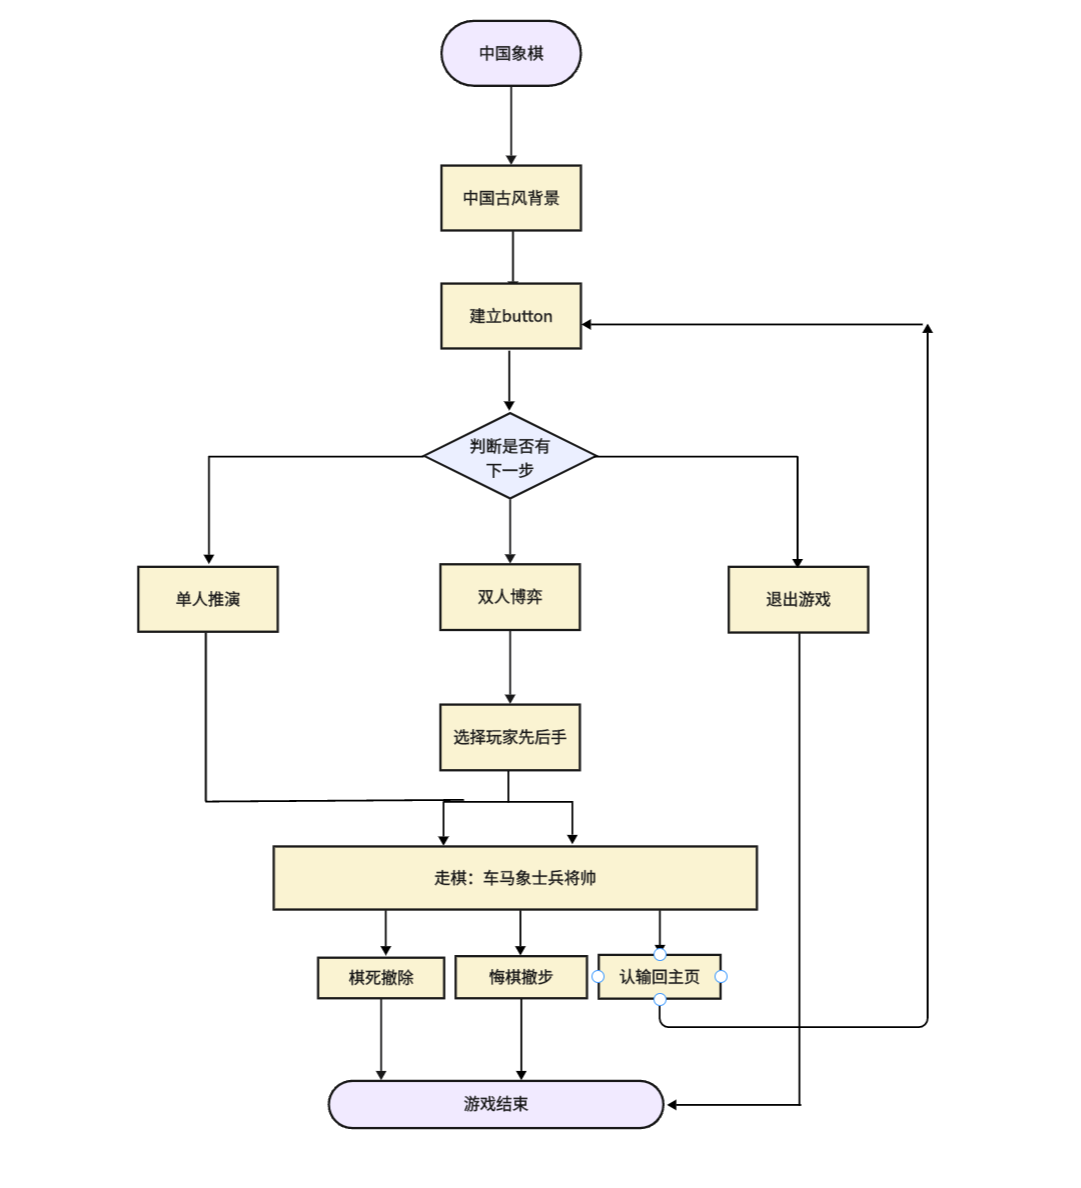 中国象棋
中国古风背景
建立button
判断是否有
下一步
单人推演
双人博弈
退出游戏
选择玩家先后手
走棋：车马象士兵将帅
棋死撤除
悔棋撤步
认输回主页
游戏结束